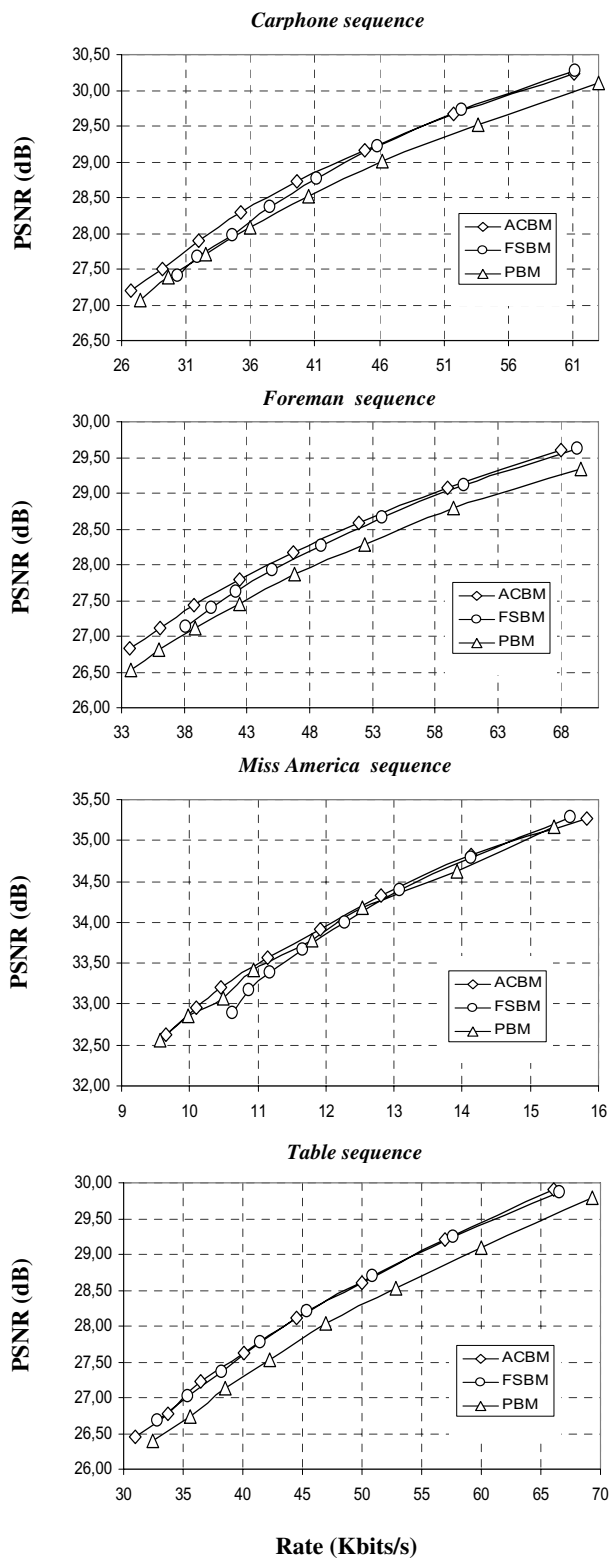 Carphone sequence
PSNR (dB)
30,50
30,00
29,50
29,00
28,50
28,00
27,50
27,00
26,50
ACBM
FSBM
PBM
26 31 36 41 46 51 56 61
Foreman sequence
PSNR (dB)
30,00
29,50
29,00
28,50
28,00
27,50
27,00
26,50
26,00
ACBM
FSBM
PBM
33 38 43 48 53 58 63 68
Miss America sequence
PSNR (dB)
35,50
35,00
34,50
34,00
33,50
33,00
32,50
32,00
ACBM
FSBM
PBM
9 10 11 12 13 14 15 16
Table sequence
PSNR (dB)
30,00
29,50
29,00
28,50
28,00
27,50
27,00
26,50
26,00
ACBM
FSBM
PBM
30 35 40 45 50 55 60 65 70
Rate (Kbits/s)